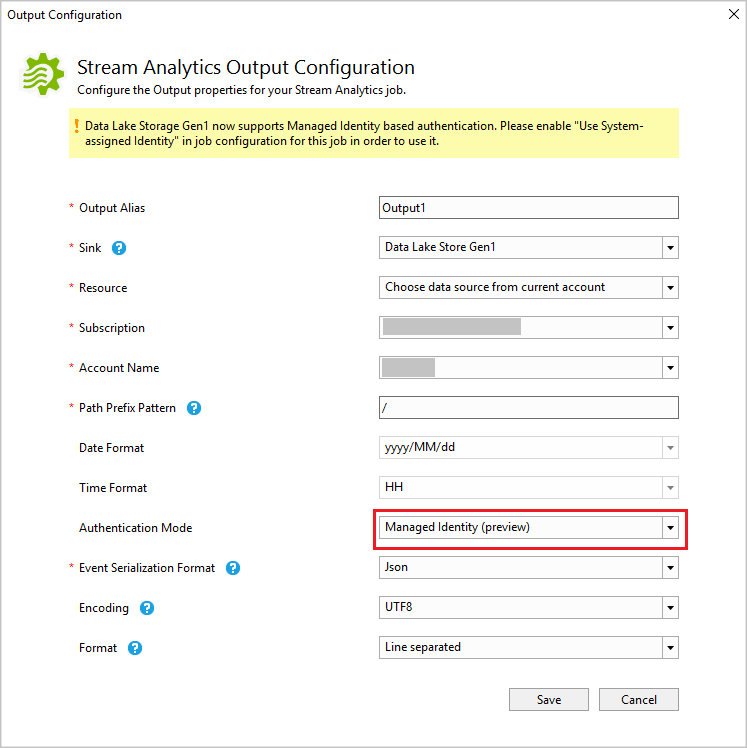 Output Configuration
Stream Analytics Output Configuration
Configure the Output properties for your Stream Analytics job.
! Data Lake Storage Gen1 now supports Managed Identity based authentication. Please enable "Use System-
assigned Identity" in job configuration for this job in order to use it.
* Output Alias Output1
* Sink ? Data Lake Store Gen1
* Resource Choose data source from current account
* Subscription
* Account Name
* Path Prefix Pattern ? /
Date Format yyyy/MM/dd
Time Format HH
Authentication Mode Managed Identity (preview)
* Event Serialization Format ? Json
Encoding ? UTF8
Format ? Line separated
Save Cancel